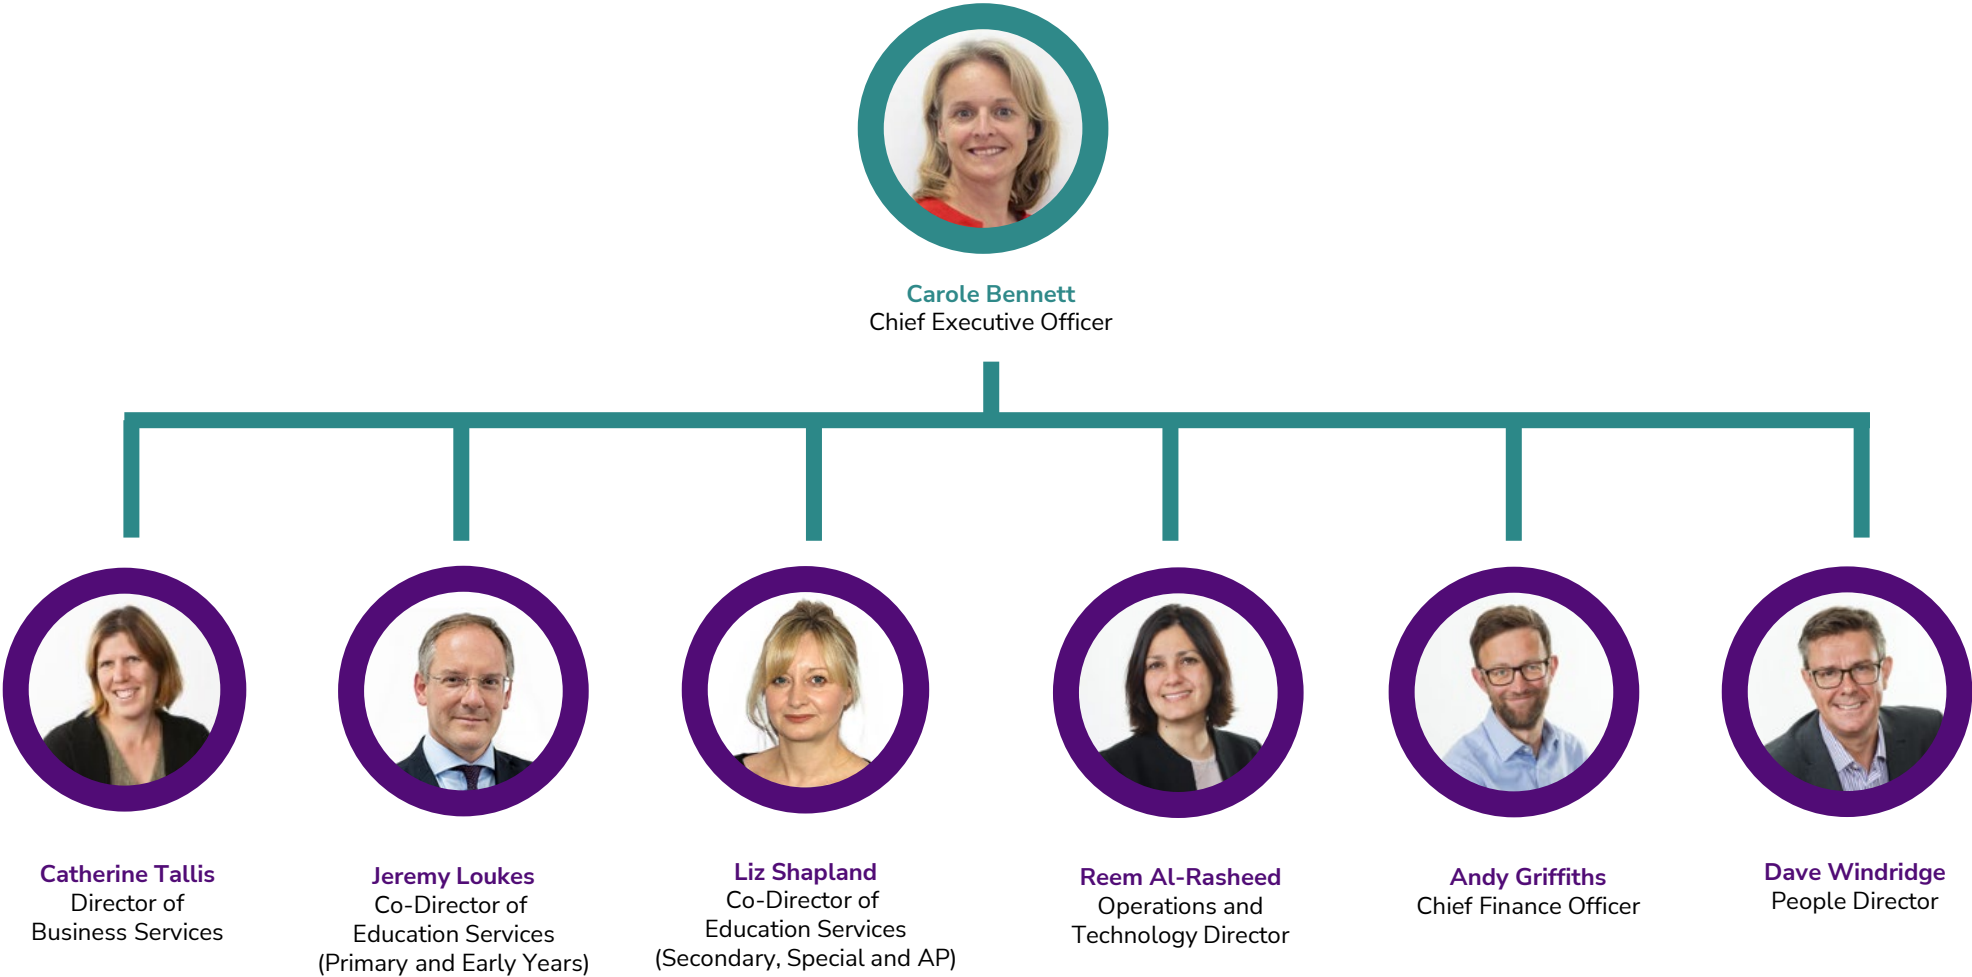 Carole Bennett
Chief Executive Officer
Catherine Tallis
Director of
Business Services
Jeremy Loukes
Co-Director of
Education Services
(Primary and Early Years)
Liz Shapland
Co-Director of
Education Services
(Secondary, Special and AP)
Reem Al-Rasheed
Operations and
Technology Director
Andy Griffiths
Chief Finance Officer
Dave Windridge
People Director